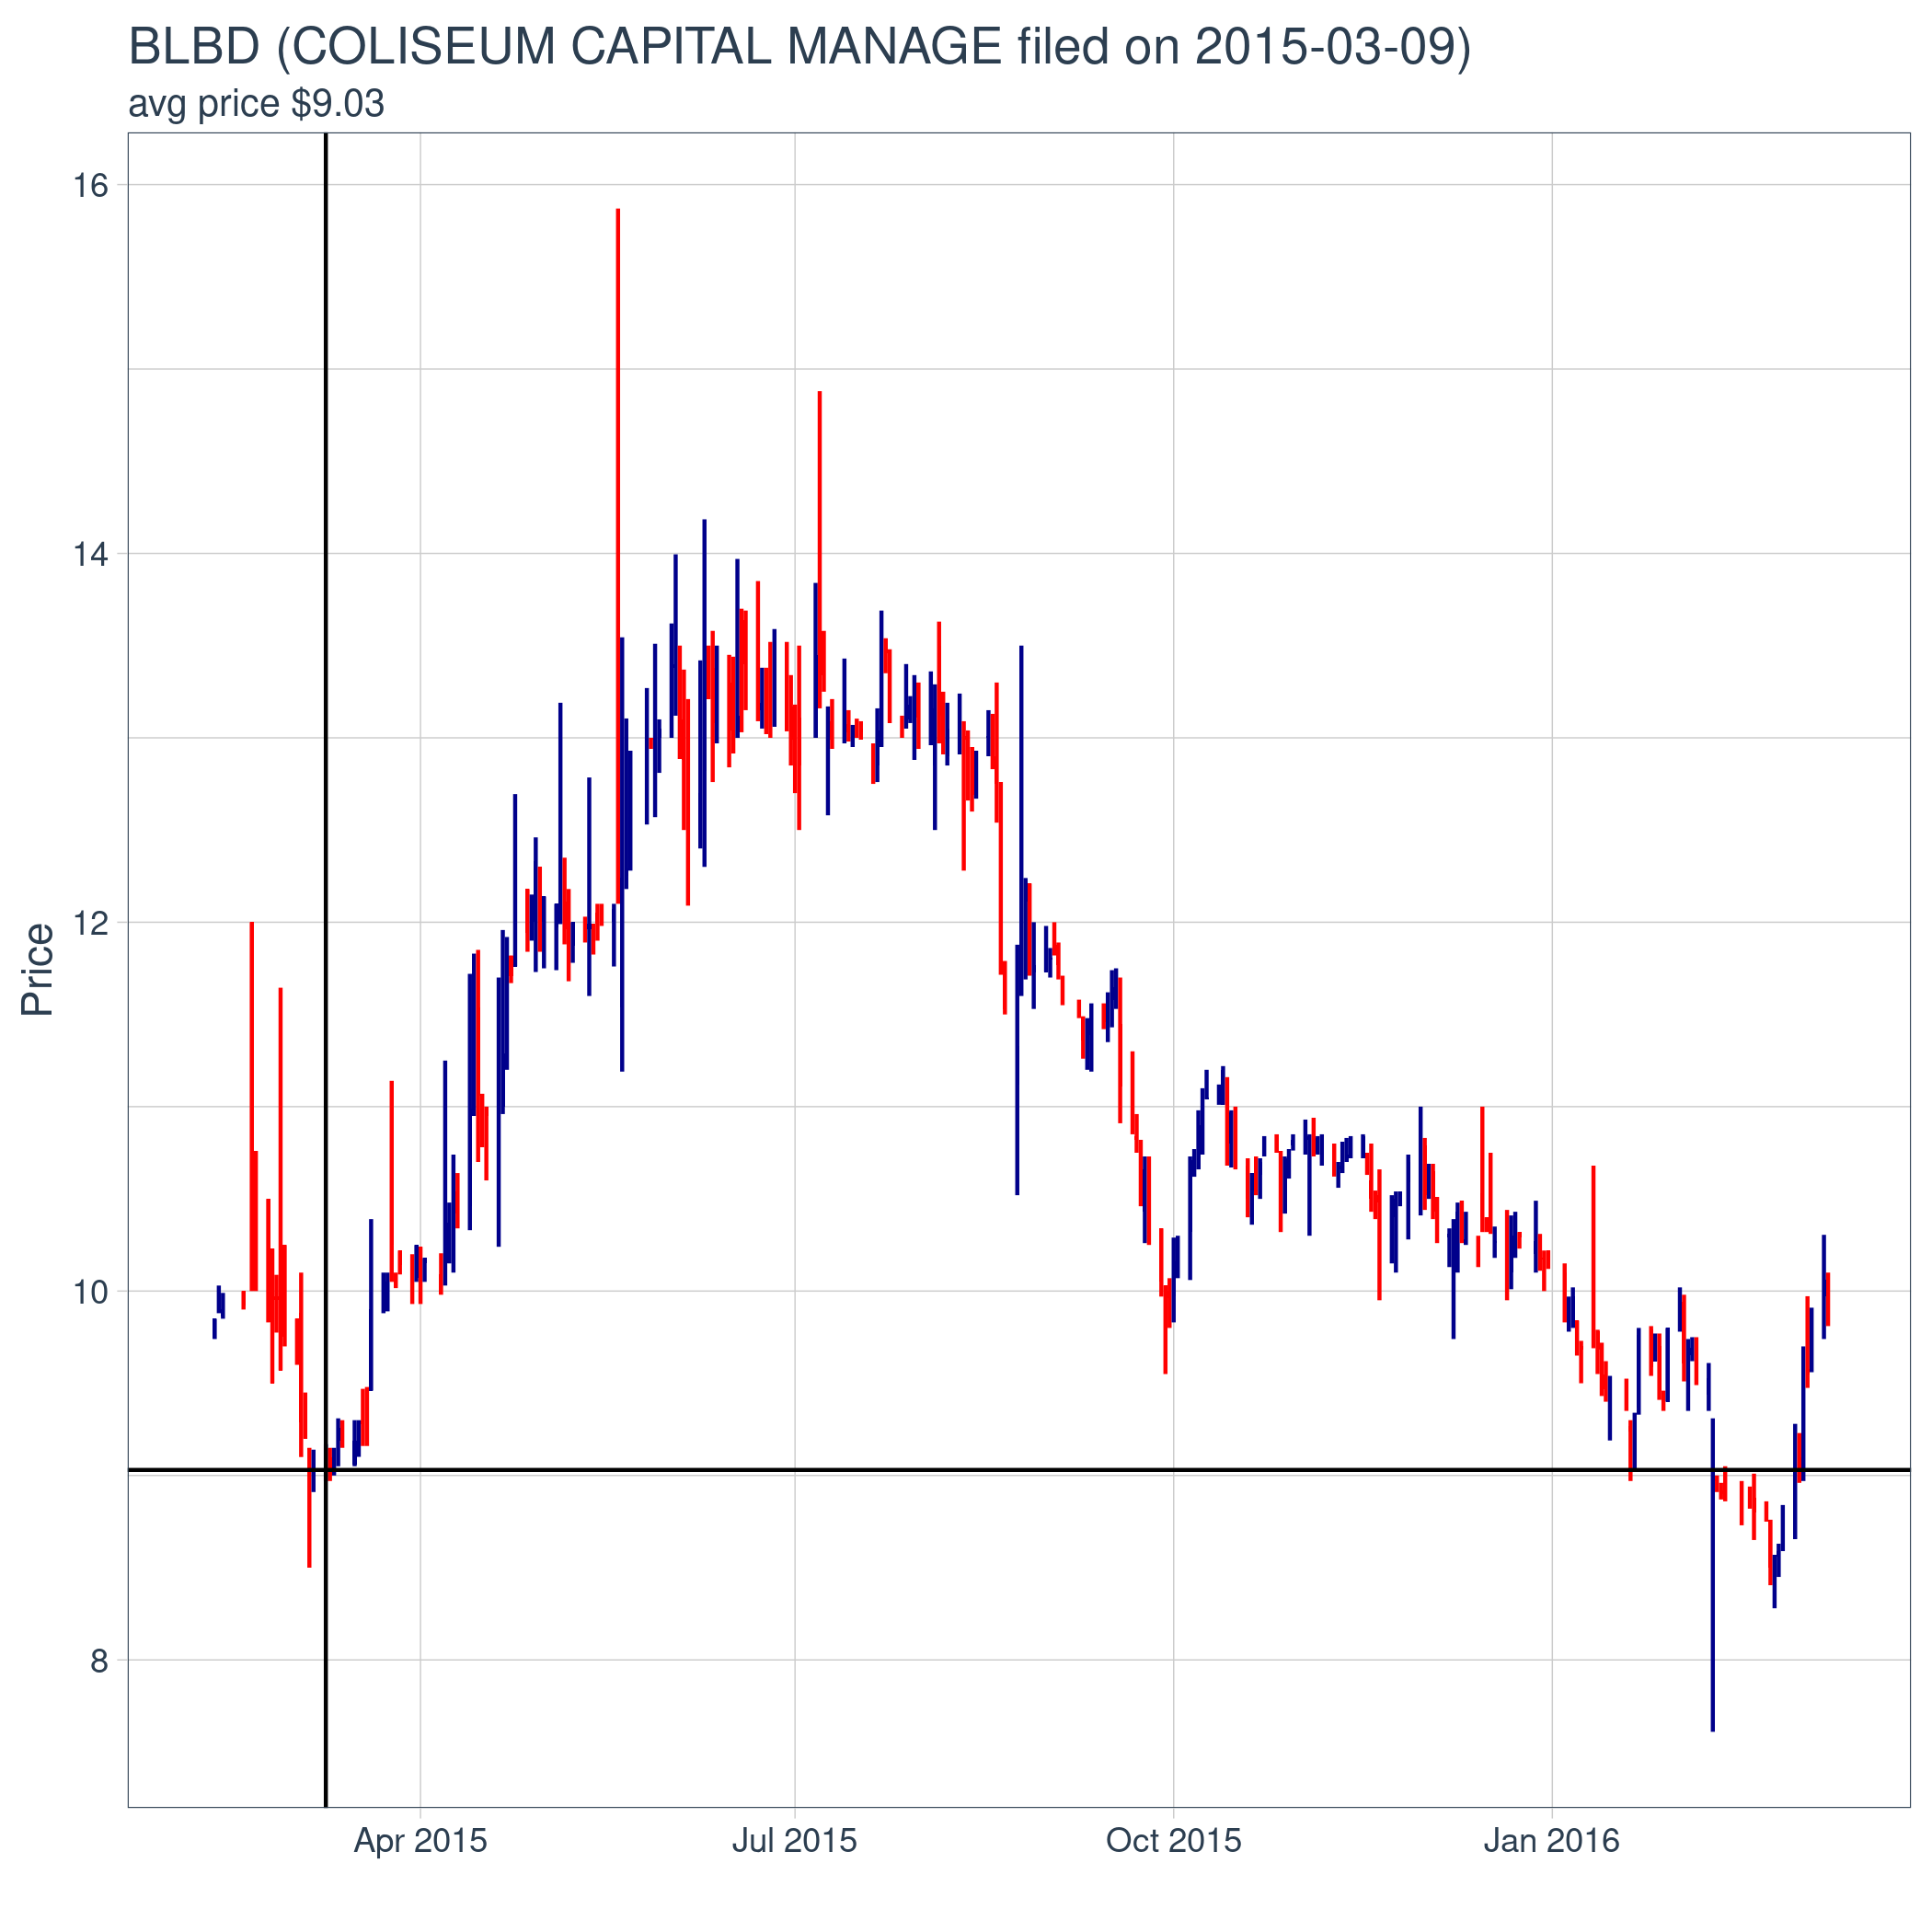 BLBD (COLISEUM CAPITAL MANAGE filed on 2015-03-09)
avg price $9.03
16
14
12
10
8
Price
Apr 2015
Jul 2015
Oct 2015
Jan 2016